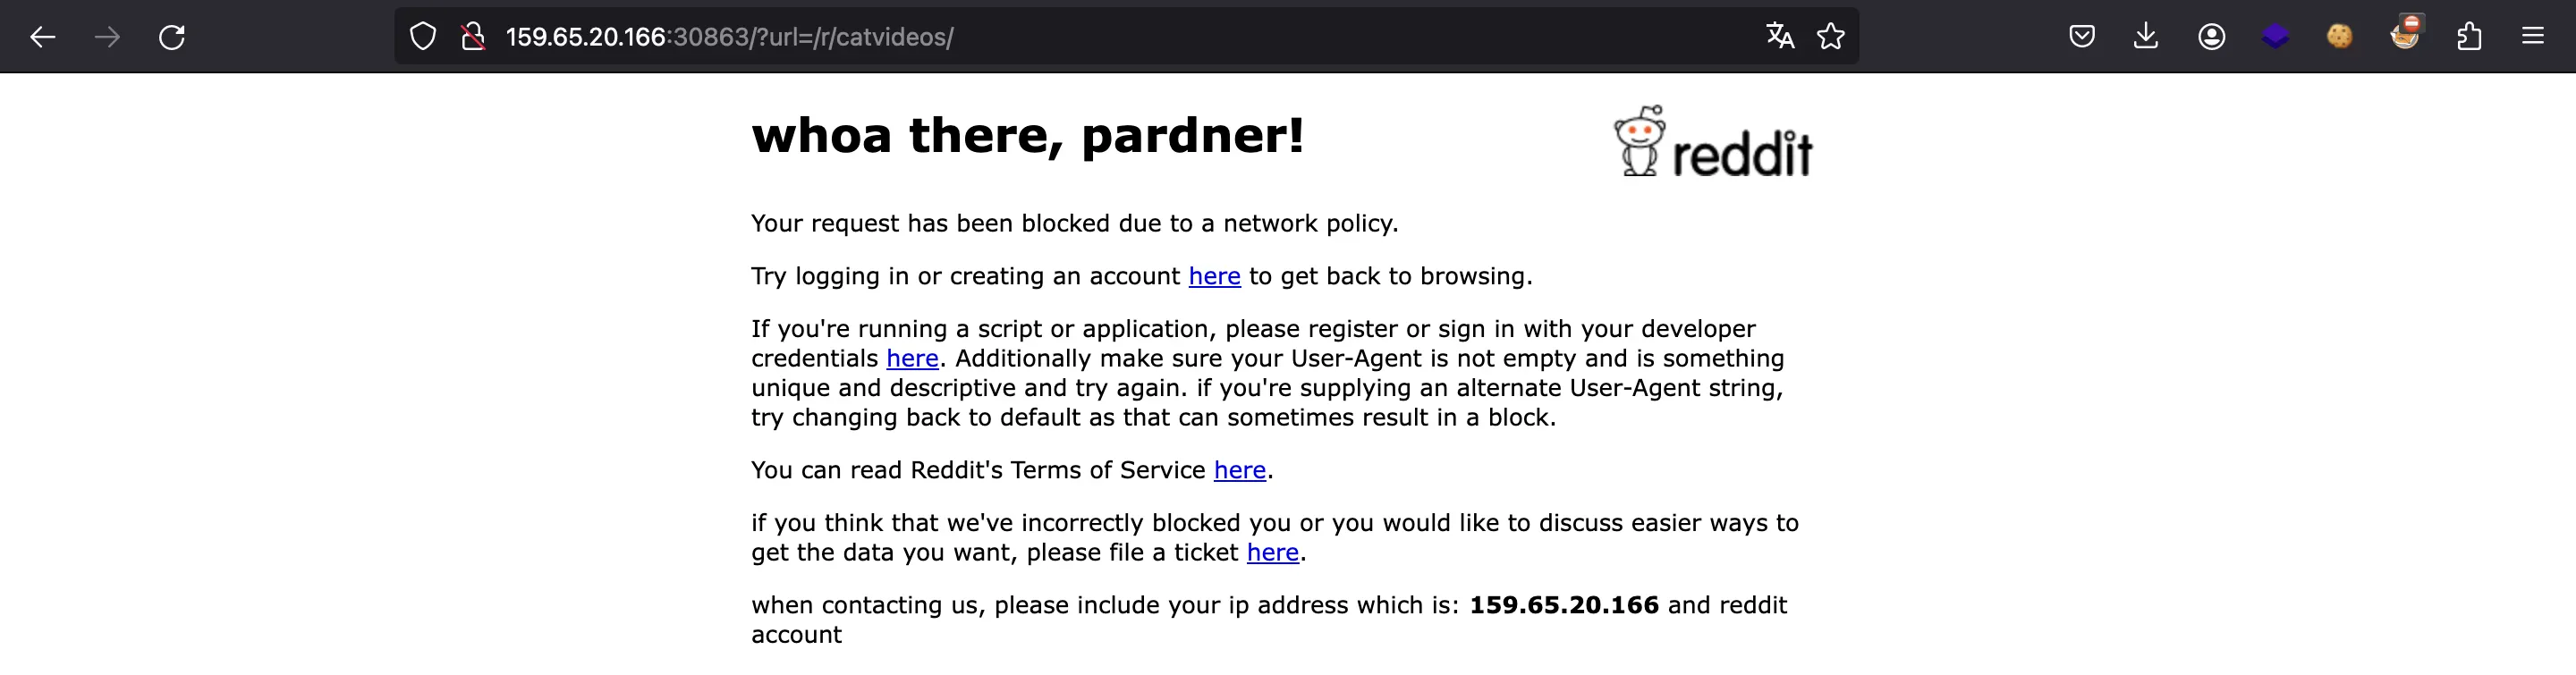 159.65.20.166:30863/?url=/r/catvideos/
whoa there, pardner!
reddit
Your request has been blocked due to a network policy.
Try logging in or creating an account here to get back to browsing.
If you're running a script or application, please register or sign in with your developer
credentials here. Additionally make sure your User-Agent is not empty and is something
unique and descriptive and try again. if you're supplying an alternate User-Agent string,
try changing back to default as that can sometimes result in a block.
You can read Reddit's Terms of Service here.
if you think that we've incorrectly blocked you or you would like to discuss easier ways to
get the data you want, please file a ticket here.
when contacting us, please include your ip address which is: 159.65.20.166 and reddit
account